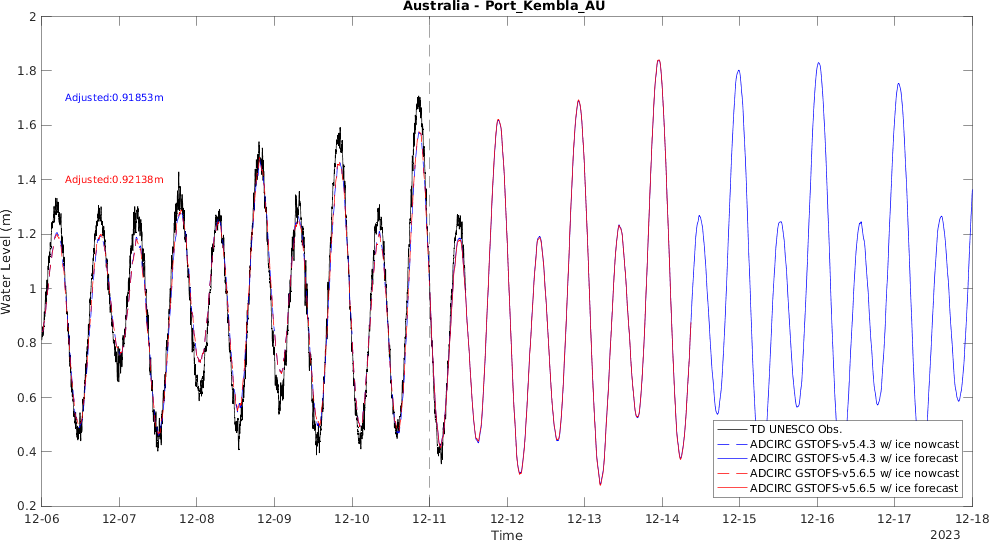 Australia - Port_Kembla_AU
2
1.8
1.6
1.4
1.2
1
0.8
0.6
0.4
0.2
Water Level (m)
Adjusted:0.91853m
Adjusted:0.92138m
TD UNESCO Obs.
ADCIRC GSTOFS-v5.4.3 w/ ice nowcast
ADCIRC GSTOFS-v5.4.3 w/ ice forecast
ADCIRC GSTOFS-v5.6.5 w/ ice nowcast
ADCIRC GSTOFS-v5.6.5 w/ ice forecast
12-06 12-07 12-08 12-09 12-10 12-11 12-12 12-13 12-14 12-15 12-16 12-17 12-18
Time
2023